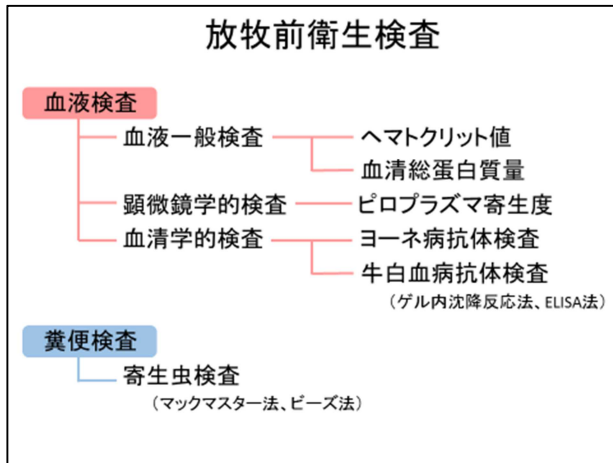 放牧前衛生検査
血液検査
血液一般検査 ヘマトクリット値
血清総蛋白質量
顕微鏡学的検査 ピロプラズマ寄生度
血清学的検査 ヨーネ病抗体検査
牛白血病抗体検査
（ゲル内沈降反応法、ELISA法）
糞便検査
寄生虫検査
（マックマスター法、ビーズ法）